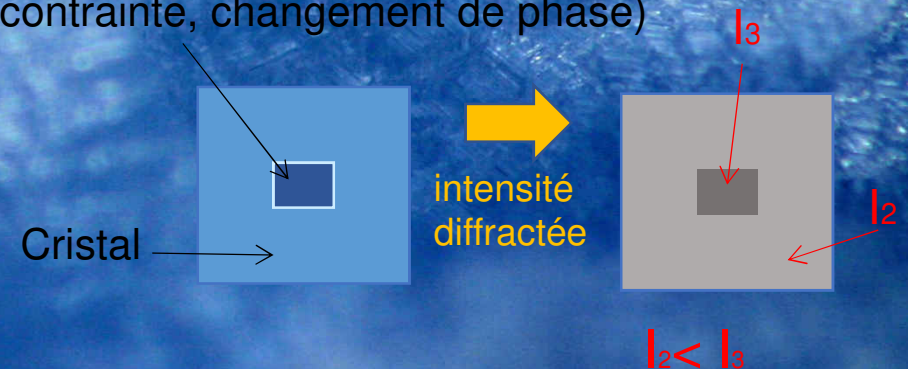 contrainte, changement de phase)
I3
intensité
diffractée
I2
Cristal
I2< I3